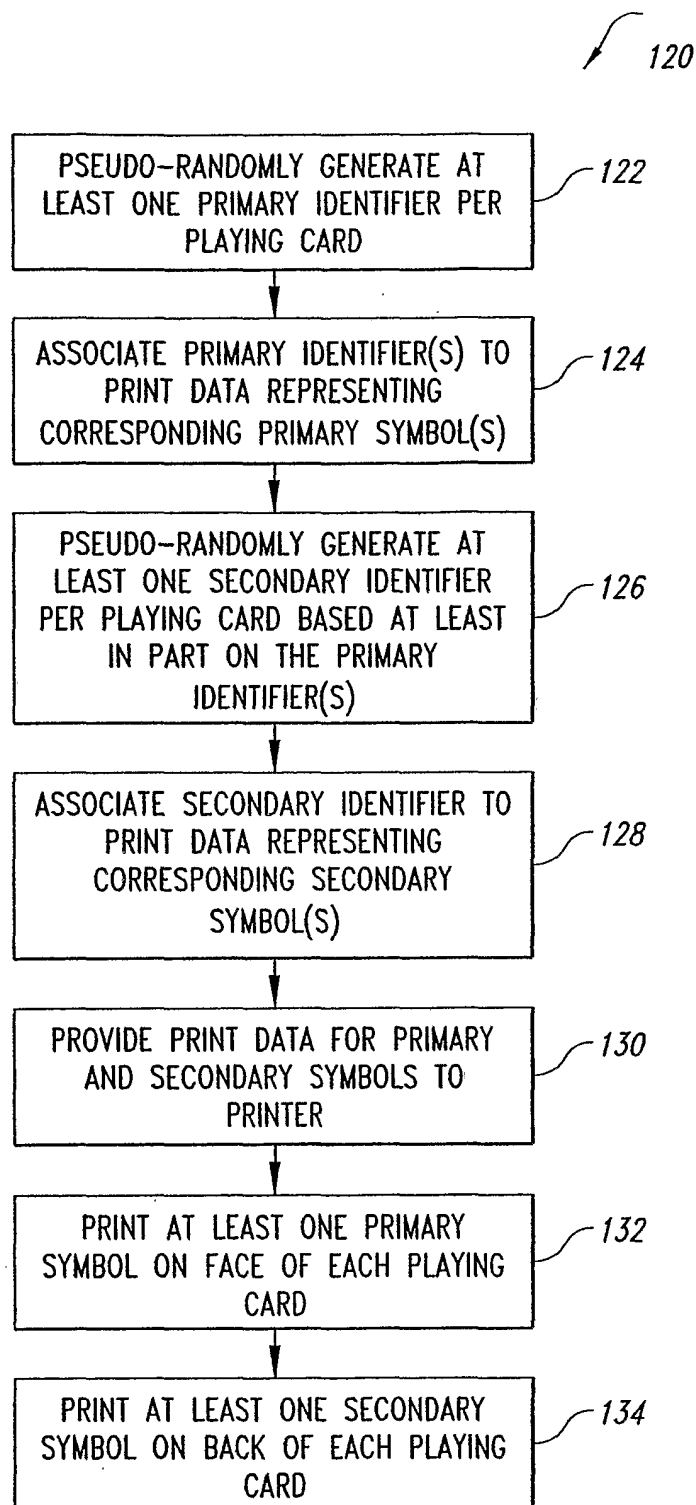 120
PSEUDO-RANDOMLY GENERATE AT
LEAST ONE PRIMARY IDENTIFIER PER
PLAYING CARD
122
ASSOCIATE PRIMARY IDENTIFIER(S) TO
PRINT DATA REPRESENTING
CORRESPONDING PRIMARY SYMBOL(S)
124
PSEUDO-RANDOMLY GENERATE AT
LEAST ONE SECONDARY IDENTIFIER
PER PLAYING CARD BASED AT LEAST
IN PART ON THE PRIMARY
IDENTIFIER(S)
126
ASSOCIATE SECONDARY IDENTIFIER TO
PRINT DATA REPRESENTING
CORRESPONDING SECONDARY
SYMBOL(S)
128
PROVIDE PRINT DATA FOR PRIMARY
AND SECONDARY SYMBOLS TO
PRINTER
130
PRINT AT LEAST ONE PRIMARY
SYMBOL ON FACE OF EACH PLAYING
CARD
132
PRINT AT LEAST ONE SECONDARY
SYMBOL ON BACK OF EACH PLAYING
CARD
134